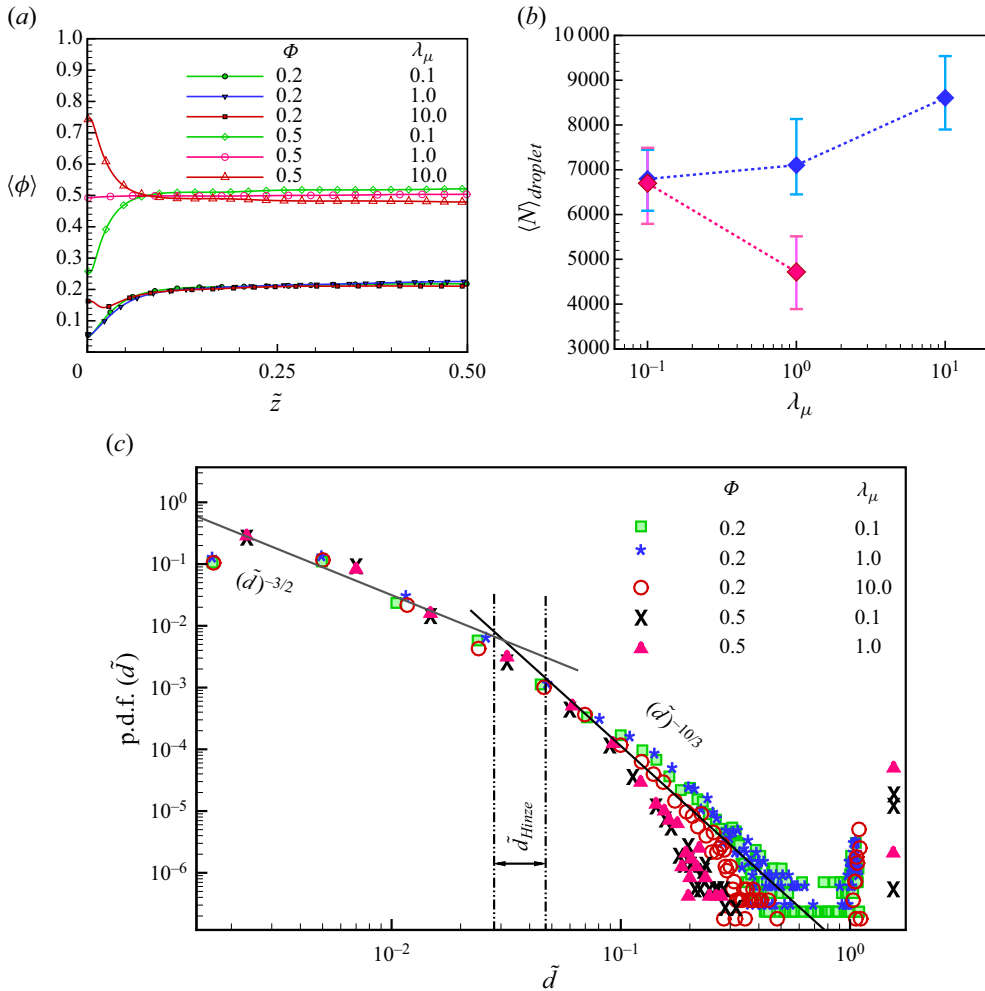 (a)
1.0
0.9
0.8
0.7
0.6
0.5
0.4
0.3
0.2
0.1
⟨ϕ⟩
0
0.25
0.50
z̃
Φ λμ
0.2 0.1
0.2 1.0
0.2 10.0
0.5 0.1
0.5 1.0
0.5 10.0
(b)
10 000
9000
8000
7000
6000
5000
4000
3000
⟨N⟩droplet
10⁻¹ 10⁰ 10¹
λμ
(c)
10⁰
10⁻¹
10⁻²
10⁻³
10⁻⁴
10⁻⁵
10⁻⁶
p.d.f. (d̃)
(d̃)⁻³/²
(d̃)⁻¹⁰/³
d̃Hinze
Φ λμ
0.2 0.1
0.2 1.0
0.2 10.0
0.5 0.1
0.5 1.0
10⁻² 10⁻¹ 10⁰
d̃